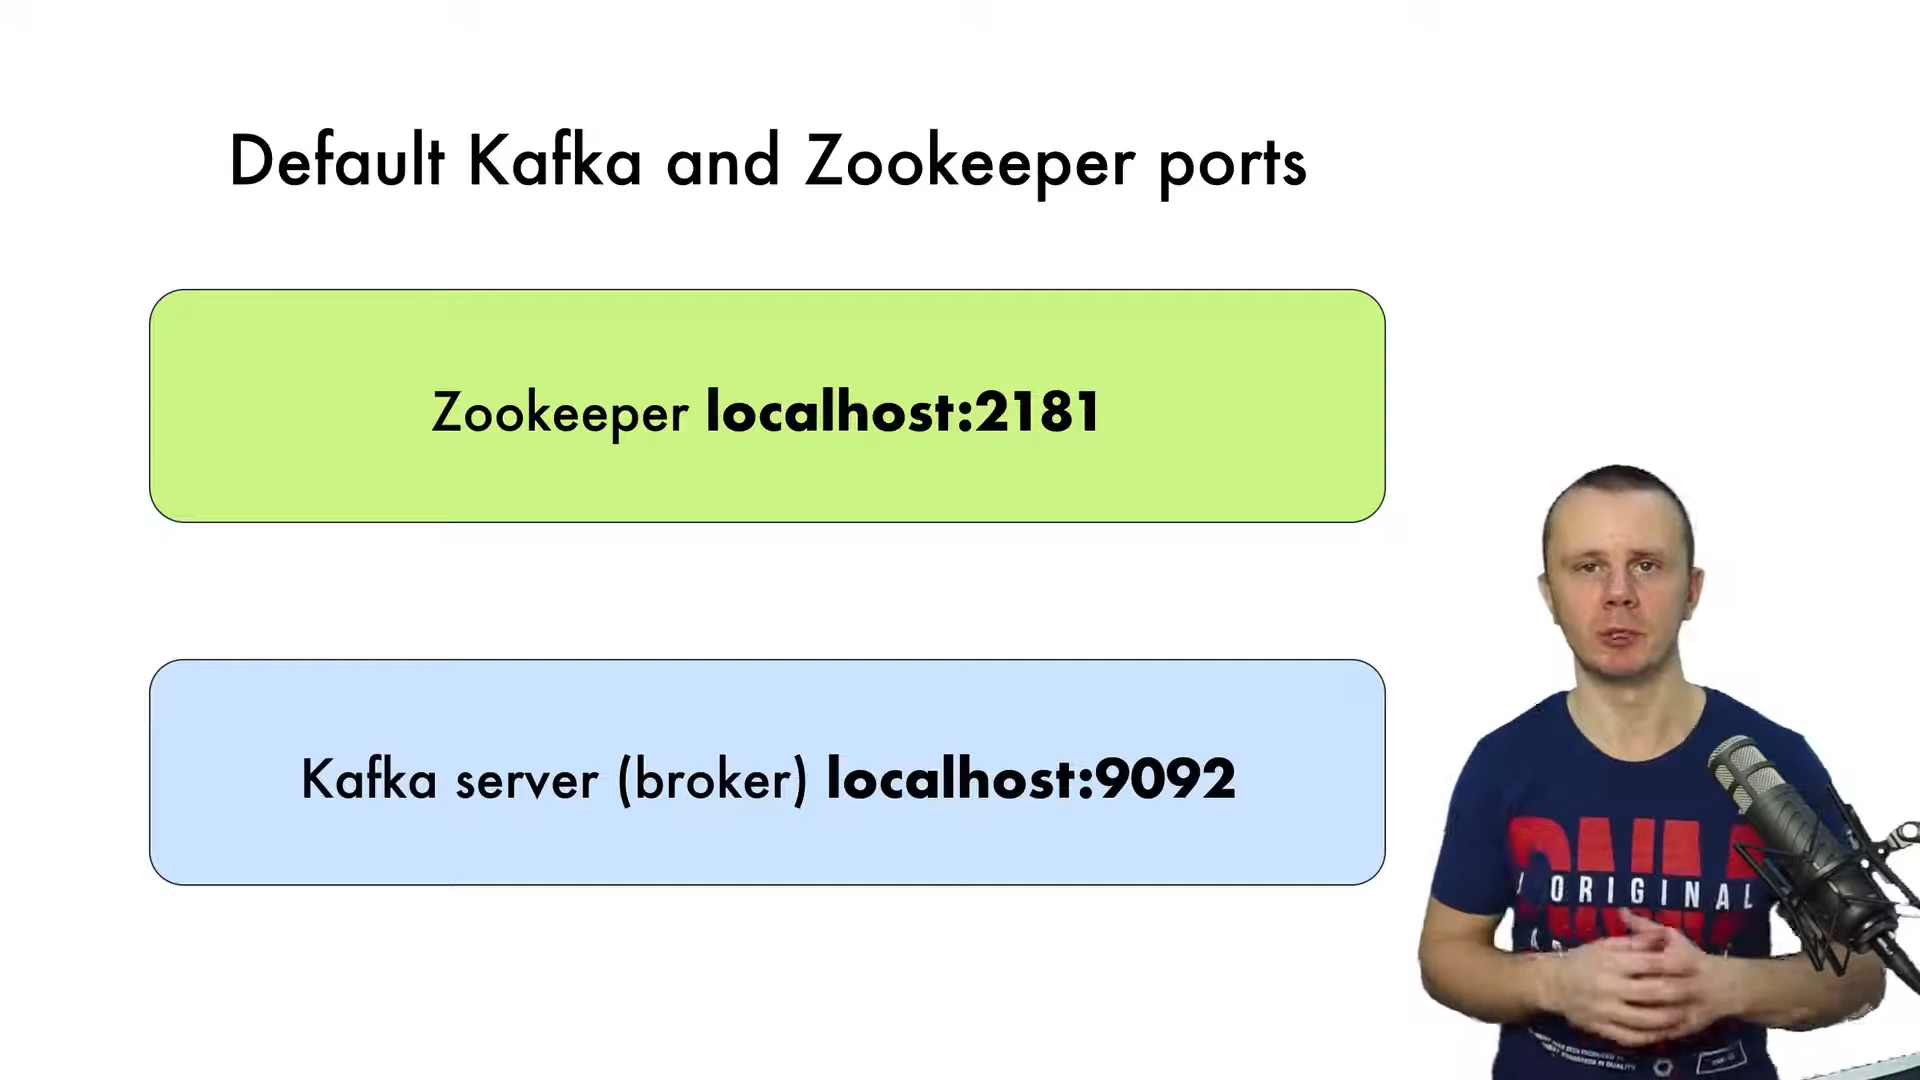 Default Kafka and Zookeeper ports
Zookeeper localhost:2181
Kafka server (broker) localhost:9092
ORIGINAL